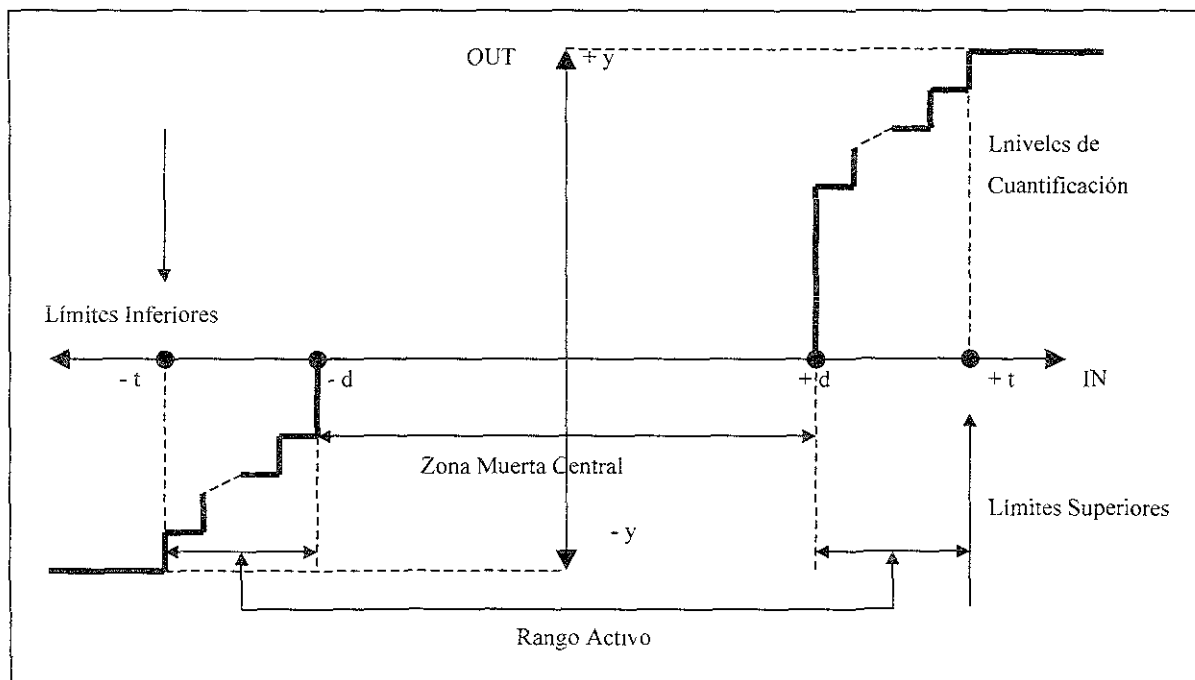 OUT
+ y
Lniveles de
Cuantificación
Límites Inferiores
- t
- d
+ d
+ t
IN
Zona Muerta Central
Límites Superiores
- y
Rango Activo